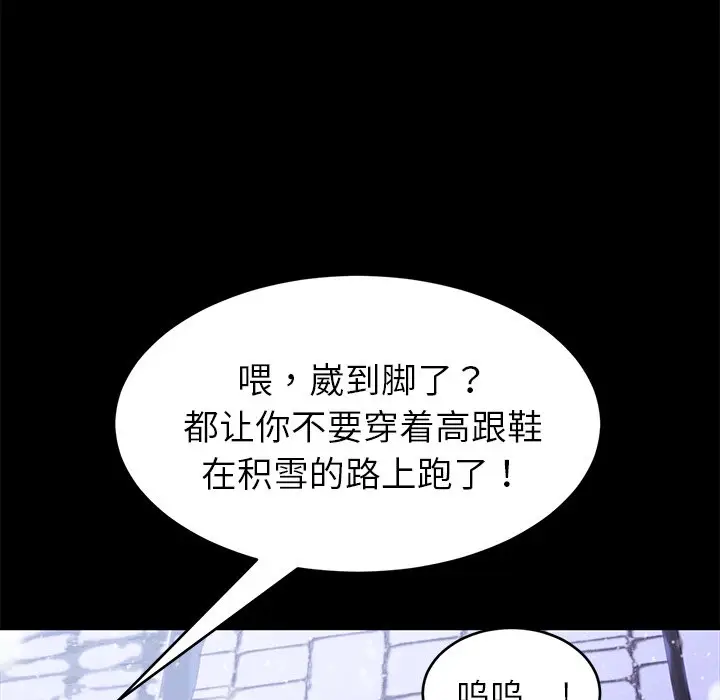 喂，崴到脚了？
都让你不要穿着高跟鞋
在积雪的路上跑了！
呜呜…！